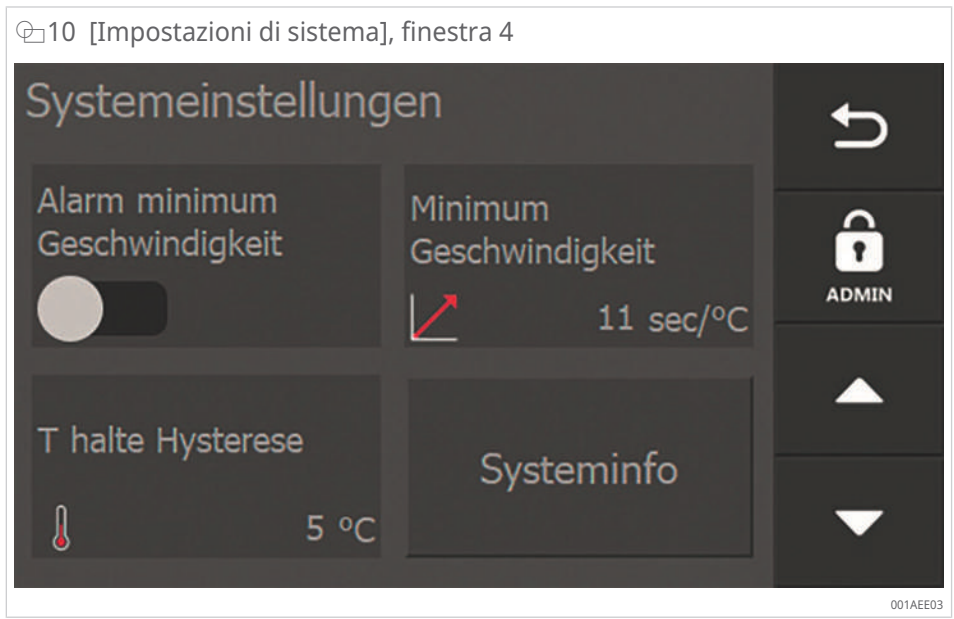 10 [Impostazioni di sistema], finestra 4
Systemeinstellungen
Alarm minimum
Geschwindigkeit
Minimum
Geschwindigkeit
11 sec/°C
T halte Hysterese
5 °C
Systeminfo
ADMIN
001AEE03